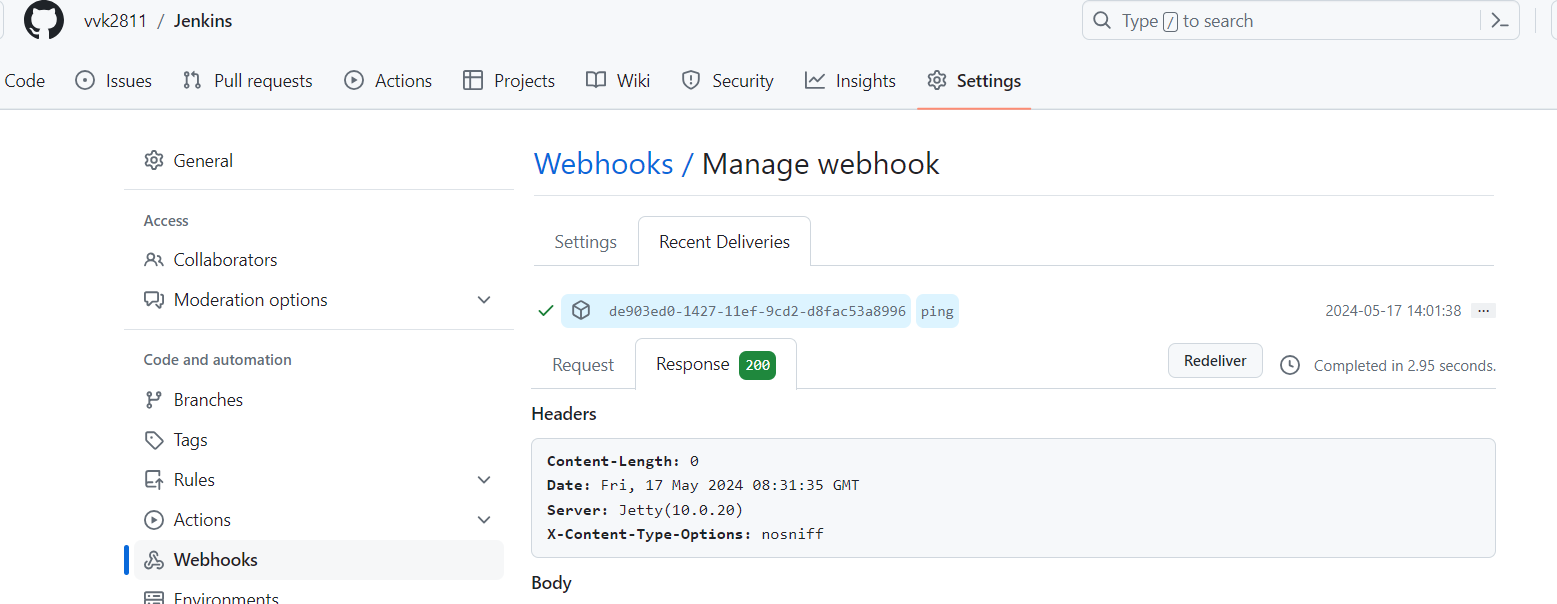 vvk2811 / Jenkins
Type / to search
Code Issues Pull requests Actions Projects Wiki Security Insights Settings
General
Access
Collaborators
Moderation options
Code and automation
Branches
Tags
Rules
Actions
Webhooks
Environments
Webhooks / Manage webhook
Settings Recent Deliveries
de903ed0-1427-11ef-9cd2-d8fac53a8996 ping 2024-05-17 14:01:38 ...
Request Response 200 Redeliver Completed in 2.95 seconds.
Headers
Content-Length: 0
Date: Fri, 17 May 2024 08:31:35 GMT
Server: Jetty(10.0.20)
X-Content-Type-Options: nosniff
Body